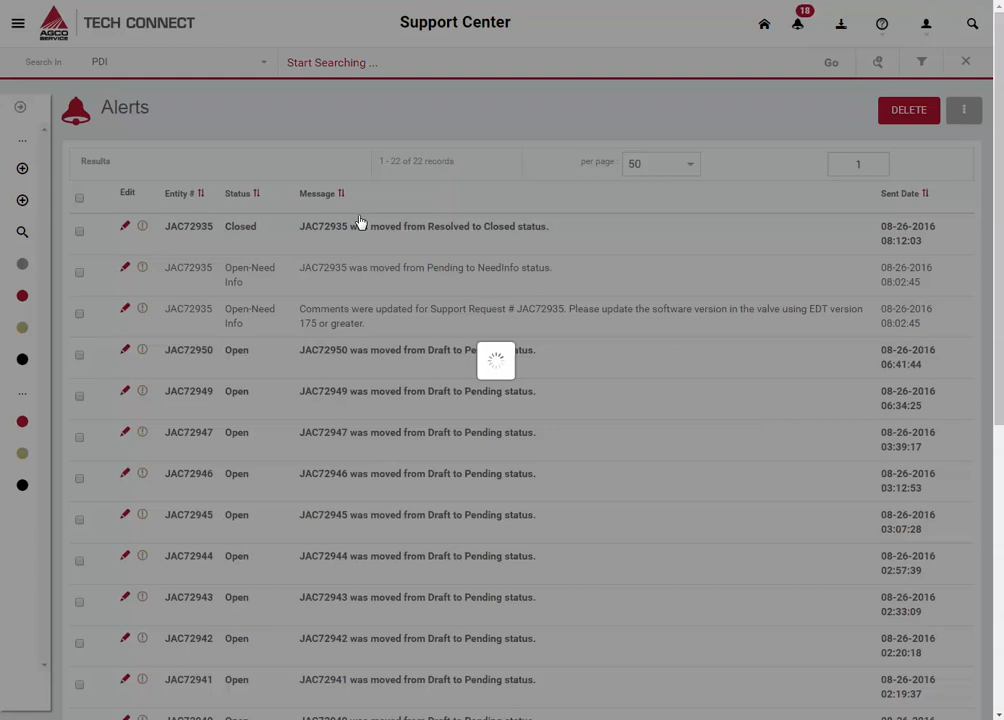 AGCO SERVICE TECH CONNECT Support Center 18
Search In PDI Start Searching ... Go
Alerts DELETE
Results 1 - 22 of 22 records per page : 50 1
Edit Entity # Status Message Sent Date
JAC72935 Closed JAC72935 was moved from Resolved to Closed status. 08-26-2016
08:12:03
JAC72935 Open-Need JAC72935 was moved from Pending to NeedInfo status. 08-26-2016
Info 08:02:45
JAC72935 Open-Need Comments were updated for Support Request # JAC72935. Please update the software version in the valve using EDT version 08-26-2016
Info 175 or greater. 08:02:45
JAC72950 Open JAC72950 was moved from Draft to status. 08-26-2016
06:41:44
JAC72949 Open JAC72949 was moved from Draft to Pending status. 08-26-2016
06:34:25
JAC72947 Open JAC72947 was moved from Draft to Pending status. 08-26-2016
03:39:17
JAC72946 Open JAC72946 was moved from Draft to Pending status. 08-26-2016
03:12:53
JAC72945 Open JAC72945 was moved from Draft to Pending status. 08-26-2016
03:07:28
JAC72944 Open JAC72944 was moved from Draft to Pending status. 08-26-2016
02:57:39
JAC72943 Open JAC72943 was moved from Draft to Pending status. 08-26-2016
02:33:09
JAC72942 Open JAC72942 was moved from Draft to Pending status. 08-26-2016
02:20:18
JAC72941 Open JAC72941 was moved from Draft to Pending status. 08-26-2016
02:19:37